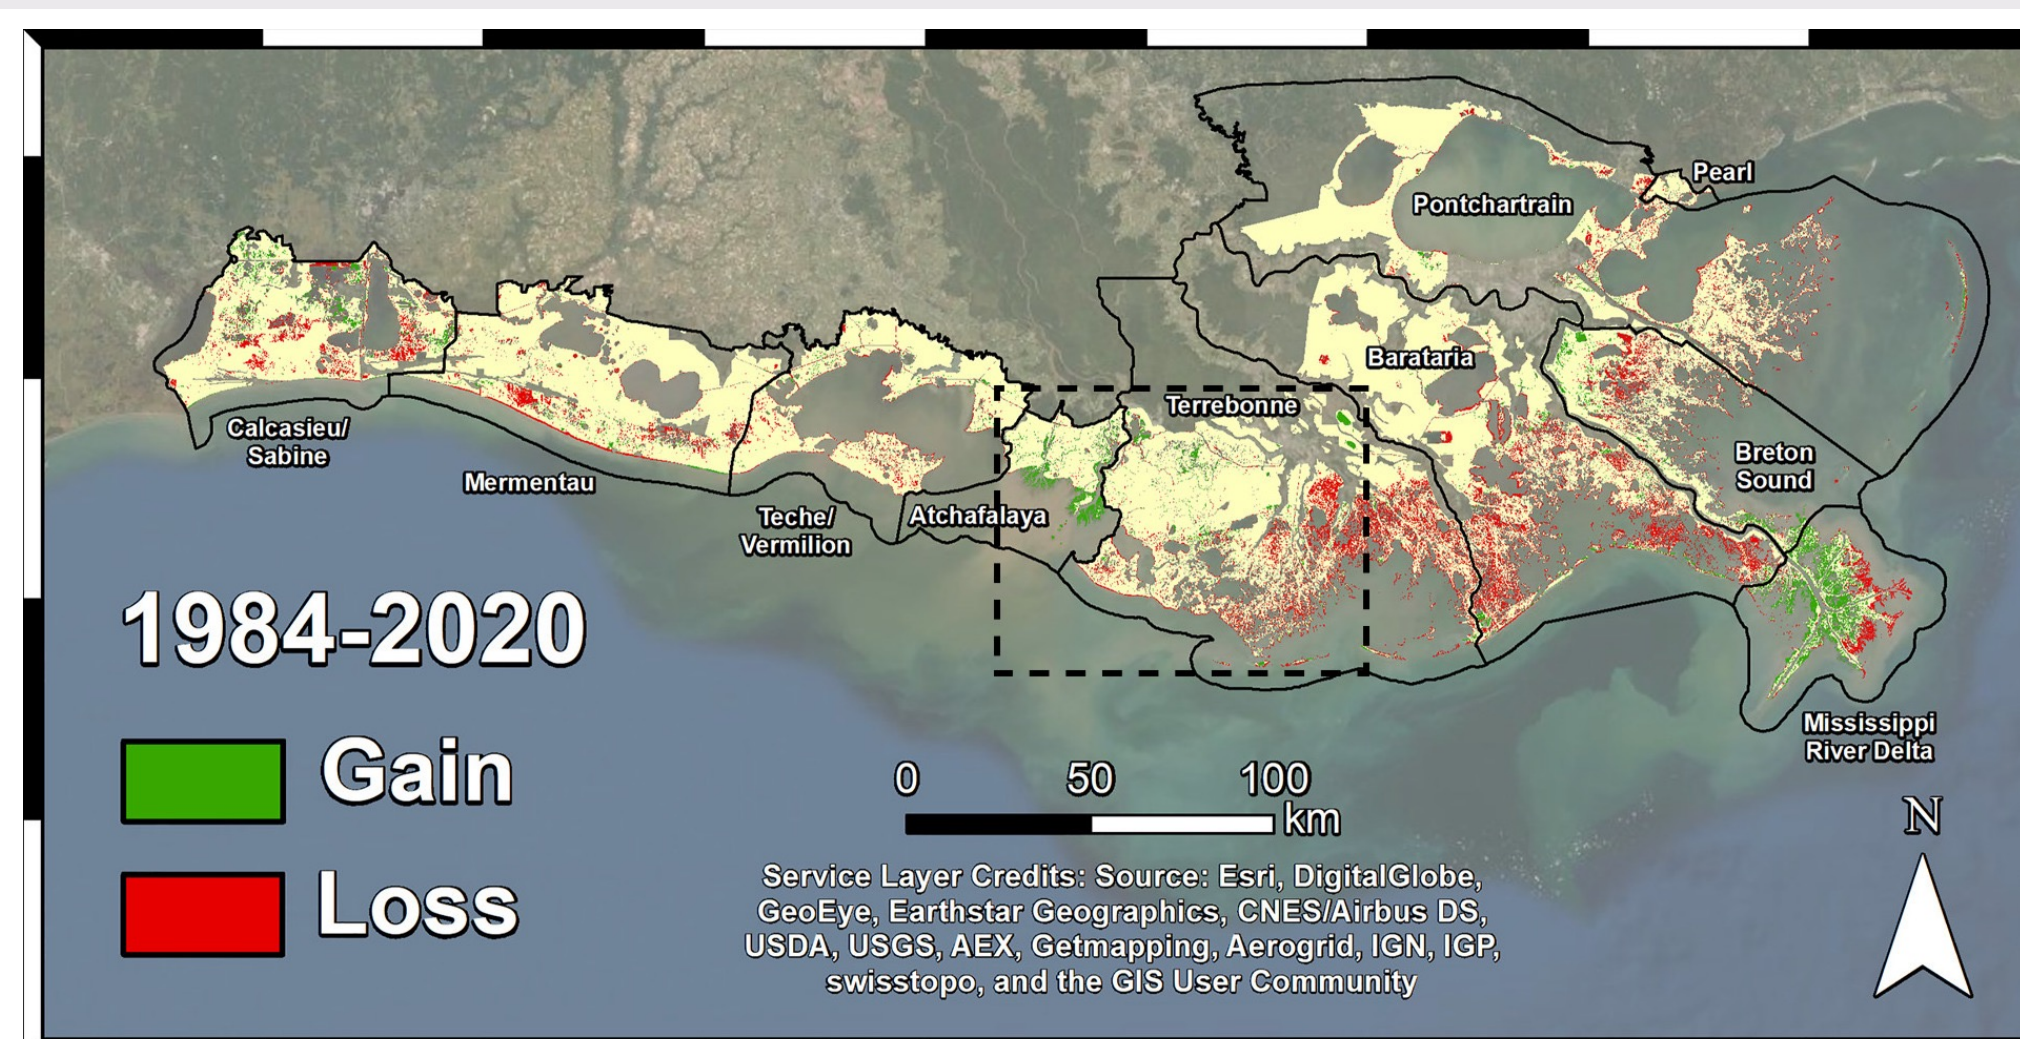 Pearl
Pontchartrain
Barataria
Terrebonne
Calcasieu/
Sabine
Mermentau
Teche/
Vermilion
Atchafalaya
Breton
Sound
Mississippi
River Delta
1984-2020
Gain
Loss
0 50 100
km
N
Service Layer Credits: Source: Esri, DigitalGlobe,
GeoEye, Earthstar Geographics, CNES/Airbus DS,
USDA, USGS, AEX, Getmapping, Aerogrid, IGN, IGP,
swisstopo, and the GIS User Community